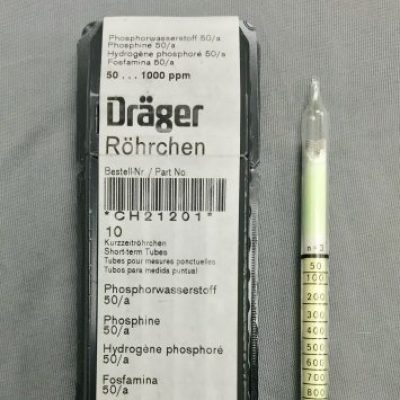 Phosphorwasserstoff 50/a
Phosphine 50/a
Hydrogène phosphoré 50/a
Fosfamina 50/a
50 ... 1000 ppm
Dräger
Röhrchen
Bestell-Nr. / Part No.
*CH21201*
10
Kurzzeitröhrchen
Short-term Tubes
Tubes pour mesures ponctuelles
Tubos para medida puntual
Phosphorwasserstoff
50/a
Phosphine
50/a
Hydrogène phosphoré
50/a
Fosfamina
50/a
n=3
50
100
200
300
400
500
600
700
800